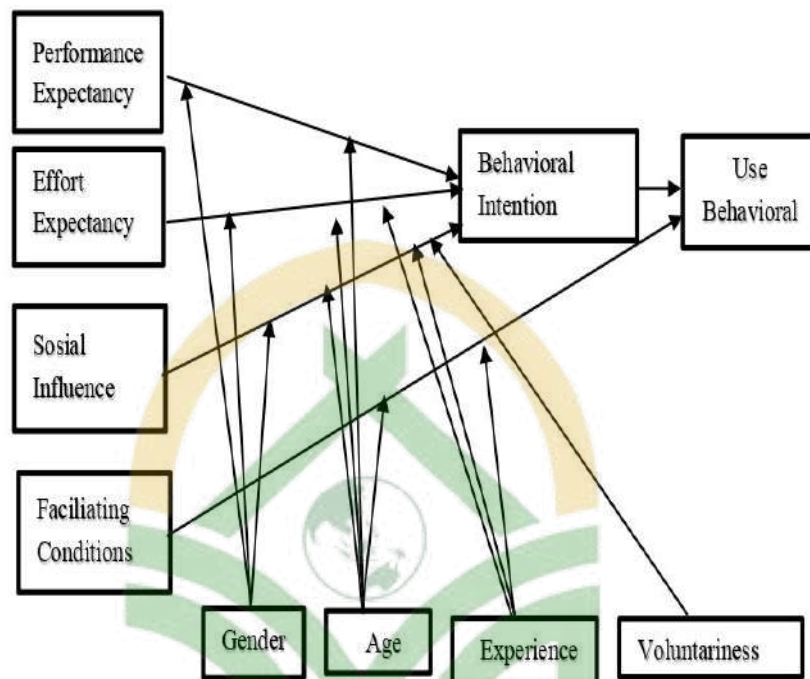 Performance
Expectancy
Effort
Expectancy
Sosial
Influence
Faciliating
Conditions
Behavioral
Intention
Use
Behavioral
Gender
Age
Experience
Voluntariness